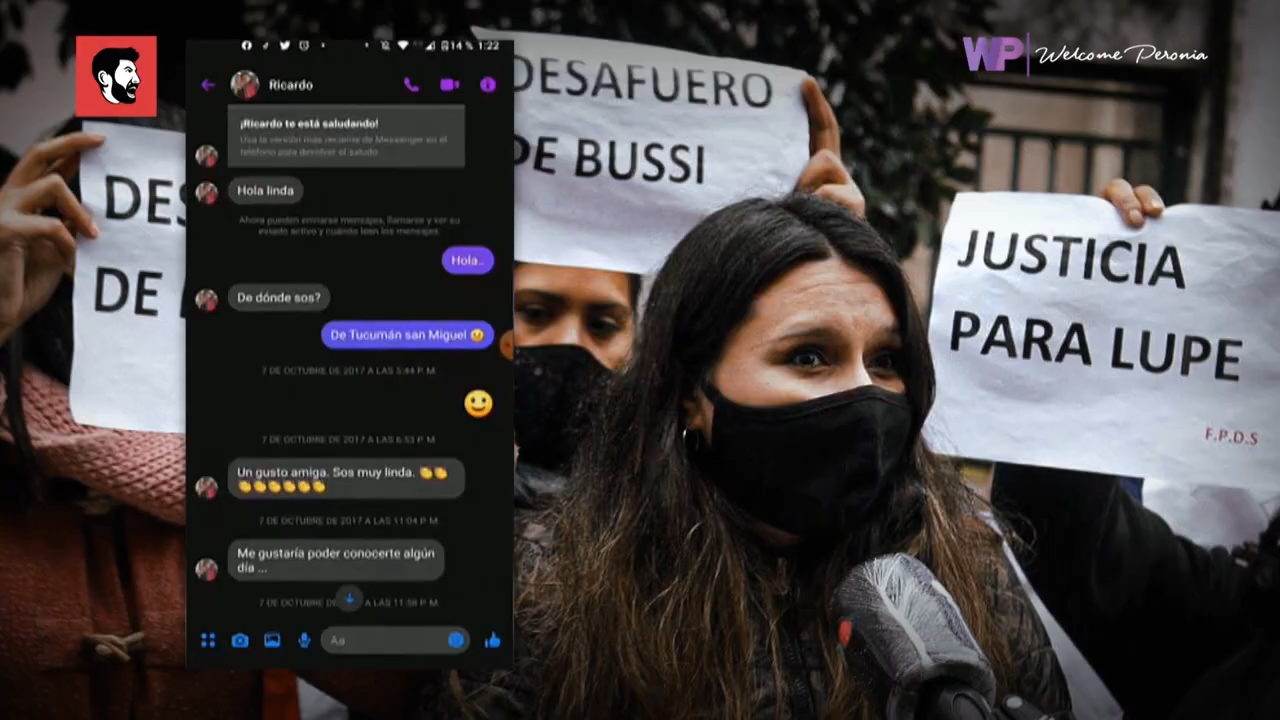 WP Welcome Peronia
14 % 1:22
Ricardo
¡Ricardo te está saludando!
Usa la versión más reciente de Messenger en el
teléfono para devolver el saludo
Hola linda
Ahora pueden enviarse mensajes, llamarse y ver su
estado activo y cuándo leen los mensajes.
Hola..
De dónde sos?
De Tucumán san Miguel
7 DE OCTUBRE DE 2017 A LAS 5:44 P. M.
7 DE OCTUBRE DE 2017 A LAS 6:53 P. M.
Un gusto amiga. Sos muy linda.
7 DE OCTUBRE DE 2017 A LAS 11:04 P. M.
Me gustaría poder conocerte algún
día ...
7 DE OCTUBRE DE A LAS 11:58 P. M.
Aa
DES
DE
DESAFUERO
DE BUSSI
JUSTICIA
PARA LUPE
F.P.D.S